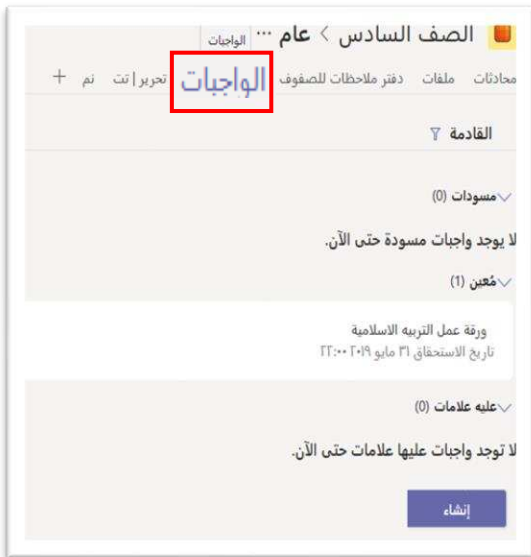 الصف السادس > عام ...
الواجبات
محادثات ملفات دفتر ملاحظات للصفوف الواجبات تحرير | تت نم +
القادمة
مسودات (0)
لا يوجد واجبات مسودة حتى الآن.
مُعين (1)
ورقة عمل التربيه الاسلامية
تاريخ الاستحقاق ٣١ مايو ٢٠١٩ ٢٢:٠٠
عليه علامات (0)
لا توجد واجبات عليها علامات حتى الآن.
إنشاء